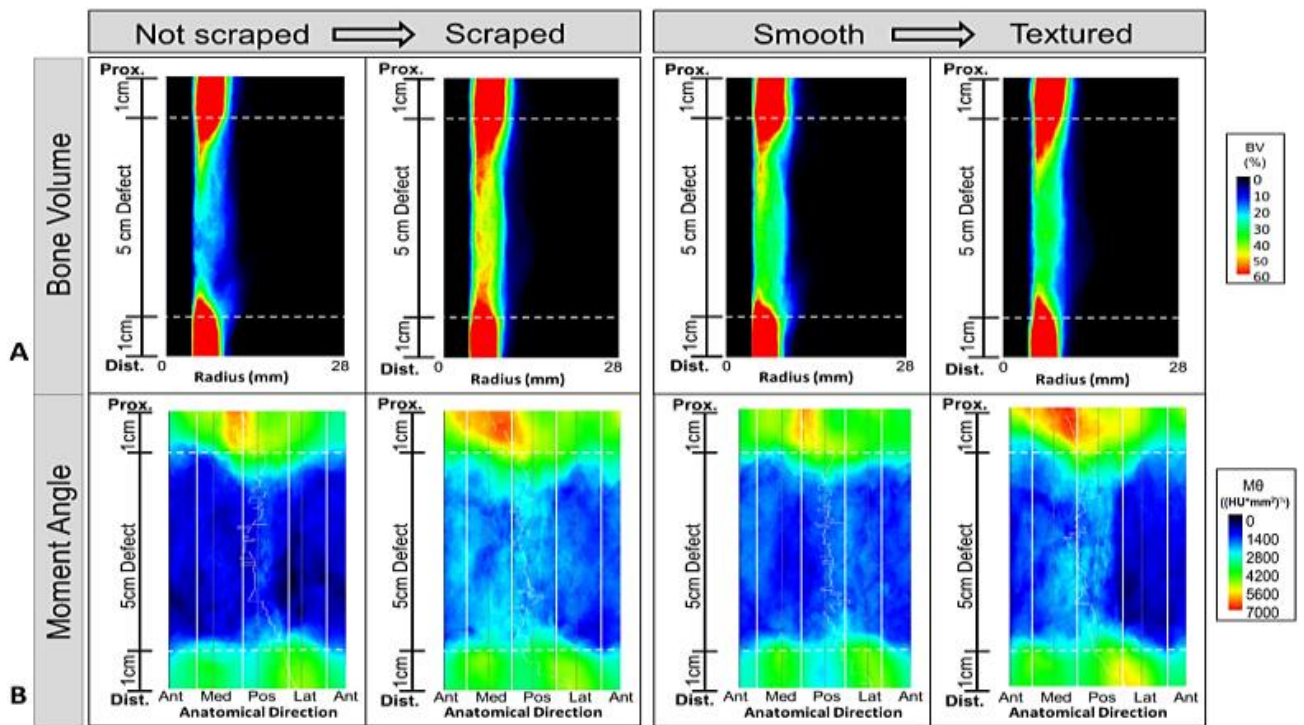 Not scraped
Scraped
Smooth
Textured
Bone Volume
A
Prox.
1cm
5 cm Defect
1cm
Dist.
0
Radius (mm)
28
Prox.
1cm
5 cm Defect
1cm
Dist.
0
Radius (mm)
28
Prox.
1cm
5 cm Defect
1cm
Dist.
0
Radius (mm)
28
Prox.
1cm
5 cm Defect
1cm
Dist.
0
Radius (mm)
28
BV
(%)
0
10
20
30
40
50
60
Moment Angle
B
Prox.
1cm
5cm Defect
1cm
Dist.
Ant Med Pos Lat Ant
Anatomical Direction
Prox.
1cm
5cm Defect
1cm
Dist.
Ant Med Pos Lat Ant
Anatomical Direction
Prox.
1cm
5cm Defect
1cm
Dist.
Ant Med Pos Lat Ant
Anatomical Direction
Prox.
1cm
5cm Defect
1cm
Dist.
Ant Med Pos Lat Ant
Anatomical Direction
Mθ
0
1400
2800
4200
5600
7000